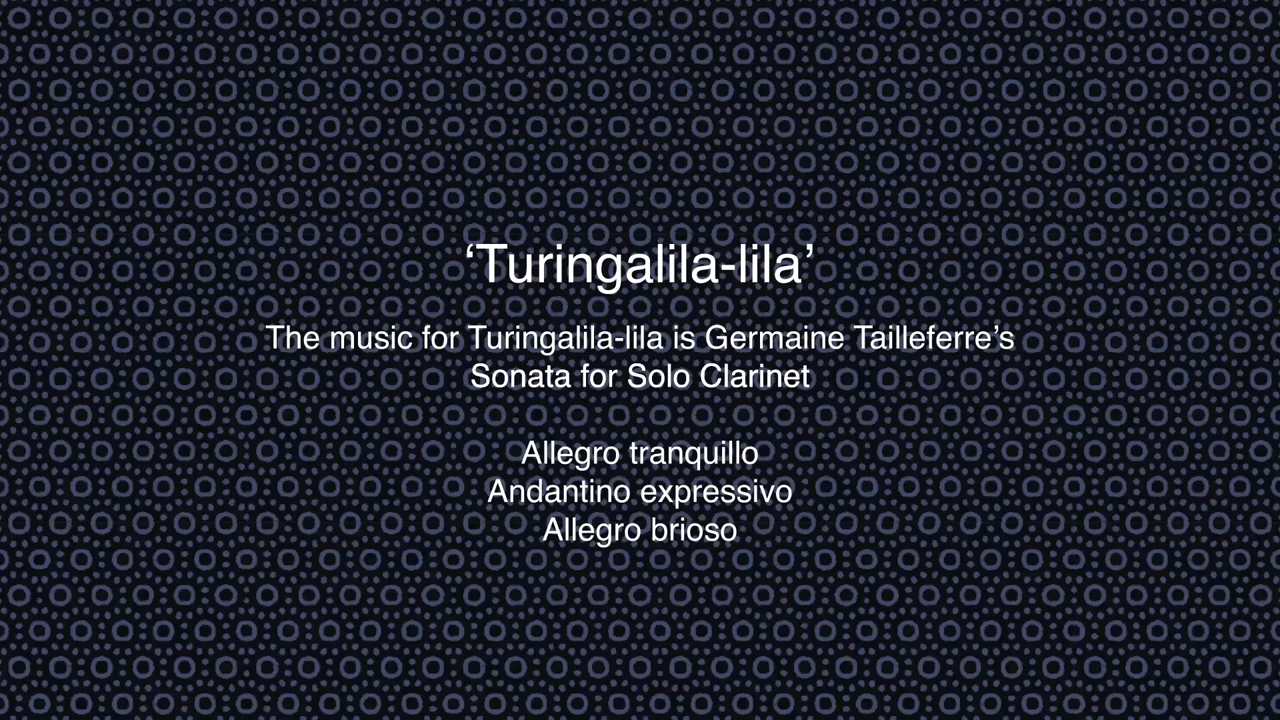 ‘Turingalila-lila’
The music for Turingalila-lila is Germaine Tailleferre’s
Sonata for Solo Clarinet
Allegro tranquillo
Andantino expressivo
Allegro brioso